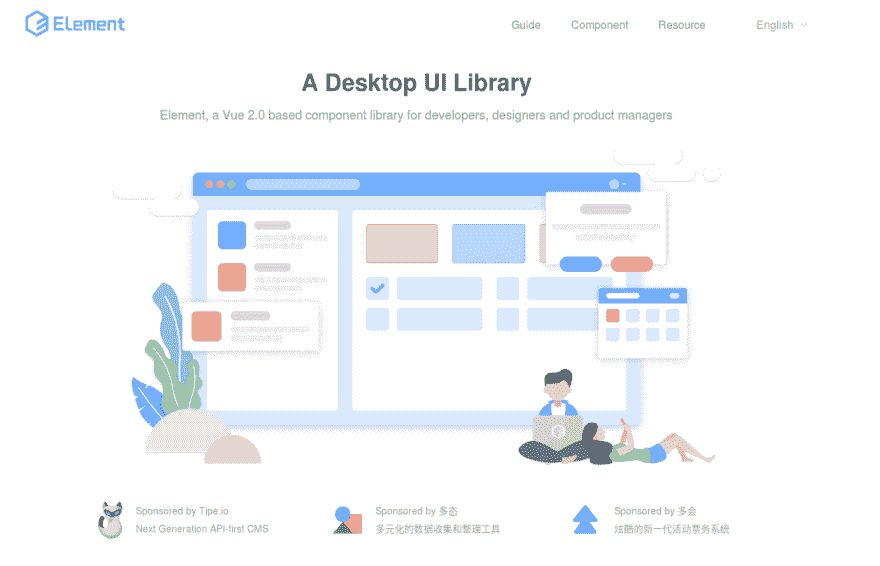 Element
Guide
Component
Resource
English
A Desktop UI Library
Element, a Vue 2.0 based component library for developers, designers and product managers
Sponsored by Tipe.io
Next Generation API-first CMS
Sponsored by 多态
多元化的数据收集和整理工具
Sponsored by 多会
炫酷的新一代活动票务系统